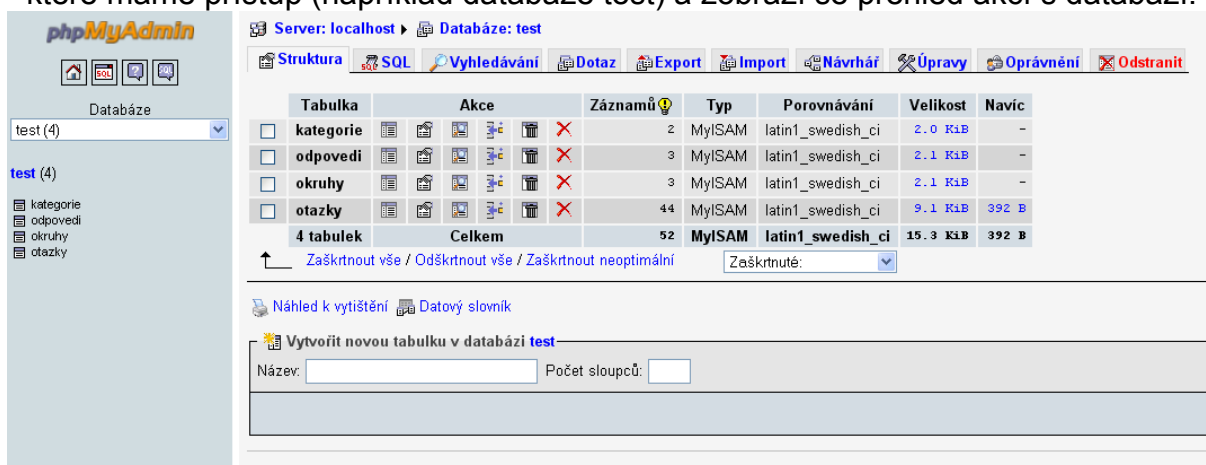 které máme přístup (například databáze test) a zobrazí se přehled akcí s databází.
phpMyAdmin
Databáze
test (4)
test (4)
kategorie
odpovedi
okruhy
otazky
Server: localhost ▸ Databáze: test
Struktura SQL Vyhledávání Dotaz Export Import Návrhář Úpravy Oprávnění Odstranit
Tabulka Akce Záznamů Typ Porovnávání Velikost Navíc
kategorie 2 MyISAM latin1_swedish_ci 2.0 KiB -
odpovedi 3 MyISAM latin1_swedish_ci 2.1 KiB -
okruhy 3 MyISAM latin1_swedish_ci 2.1 KiB -
otazky 44 MyISAM latin1_swedish_ci 9.1 KiB 392 B
4 tabulek Celkem 52 MyISAM latin1_swedish_ci 15.3 KiB 392 B
Zaškrtnout vše / Odškrtnout vše / Zaškrtnout neoptimální Zaškrtnuté:
Náhled k vytištění Datový slovník
Vytvořit novou tabulku v databázi test
Název: Počet sloupců: